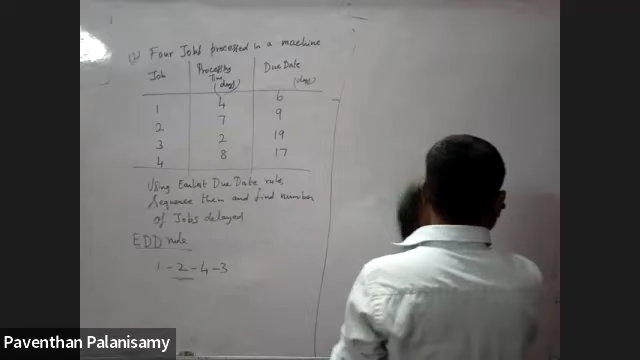 Four Jobs processed in a machine
Job Processing Time (days) Due Date (days)
1 4 6
2 7 9
3 2 19
4 8 17
Using Earliest Due Date rule,
Sequence them and find number
of Jobs delayed
EDD rule
1 - 2 - 4 - 3
Paventhan Palanisamy